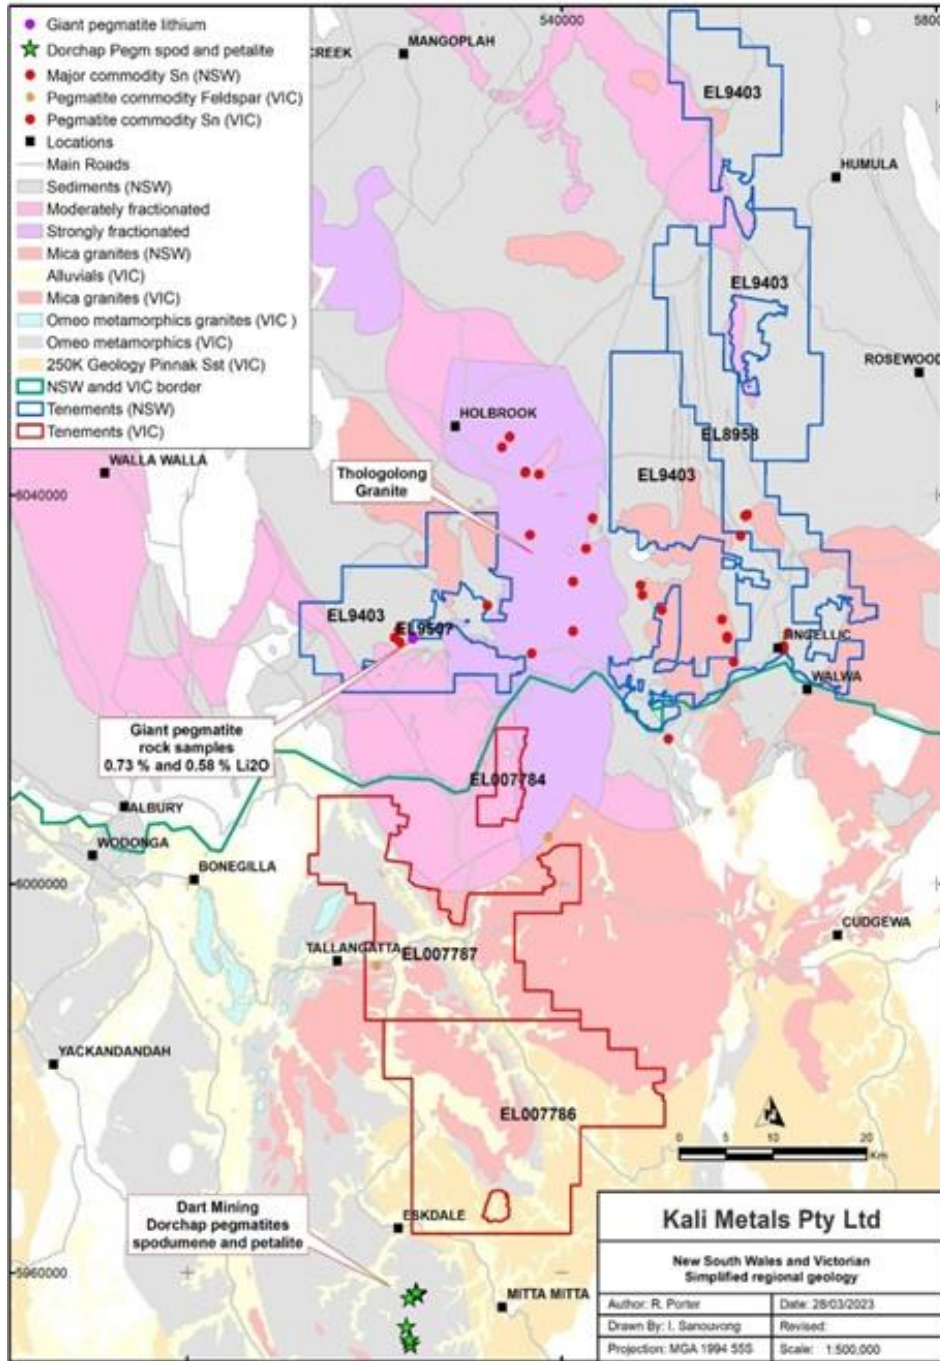 Giant pegmatite lithium
Dorchap Pegm spod and petalite
Major commodity Sn (NSW)
Pegmatite commodity Feldspar (VIC)
Pegmatite commodity Sn (VIC)
Locations
Main Roads
Sediments (NSW)
Moderately fractionated
Strongly fractionated
Mica granites (NSW)
Alluvials (VIC)
Mica granites (VIC)
Omeo metamorphics granites (VIC )
Omeo metamorphics (VIC)
250K Geology Pinnak Sst (VIC)
NSW andd VIC border
Tenements (NSW)
Tenements (VIC)
540000
5800
CREEK
MANGOPLAH
EL9403
HUMULA
EL9403
ROSEWOOD
HOLBROOK
EL8958
WALLA WALLA
Thologolong
Granite
EL9403
6040000
EL9403
EL9507
JINGELLIC
WALWA
Giant pegmatite
rock samples
0.73 % and 0.58 % Li2O
EL007784
ALBURY
WODONGA
BONEGILLA
6000000
CUDGEWA
TALLANGATTA
EL007787
YACKANDANDAH
EL007786
0 5 10 20
Km
Dart Mining
Dorchap pegmatites
spodumene and petalite
ESKDALE
5960000
MITTA MITTA
Kali Metals Pty Ltd
New South Wales and Victorian
Simplified regional geology
Author: R. Porter
Date: 28/03/2023
Drawn By: I. Sanouvong
Revised:
Projection: MGA 1994 55S
Scale: 1:500,000